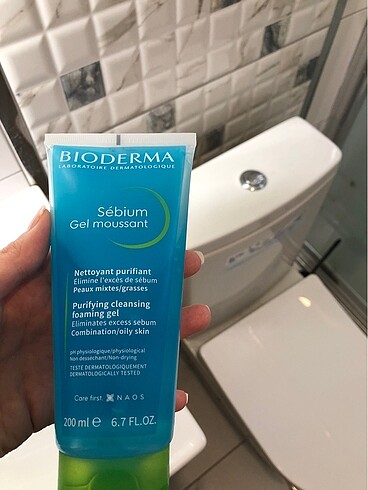 BIODERMA
LABORATOIRE DERMATOLOGIQUE
Sébium
Gel moussant
Nettoyant purifiant
Élimine l'excès de sébum
Peaux mixtes/grasses
Purifying cleansing
foaming gel
Eliminates excess sebum
Combination/oily skin
pH physiologique/physiological
Non desséchant/Non-drying
TESTÉ DERMATOLOGIQUEMENT
DERMATOLOGICALLY TESTED
Care first. NAOS
200 ml ℮ 6.7 FL.OZ.